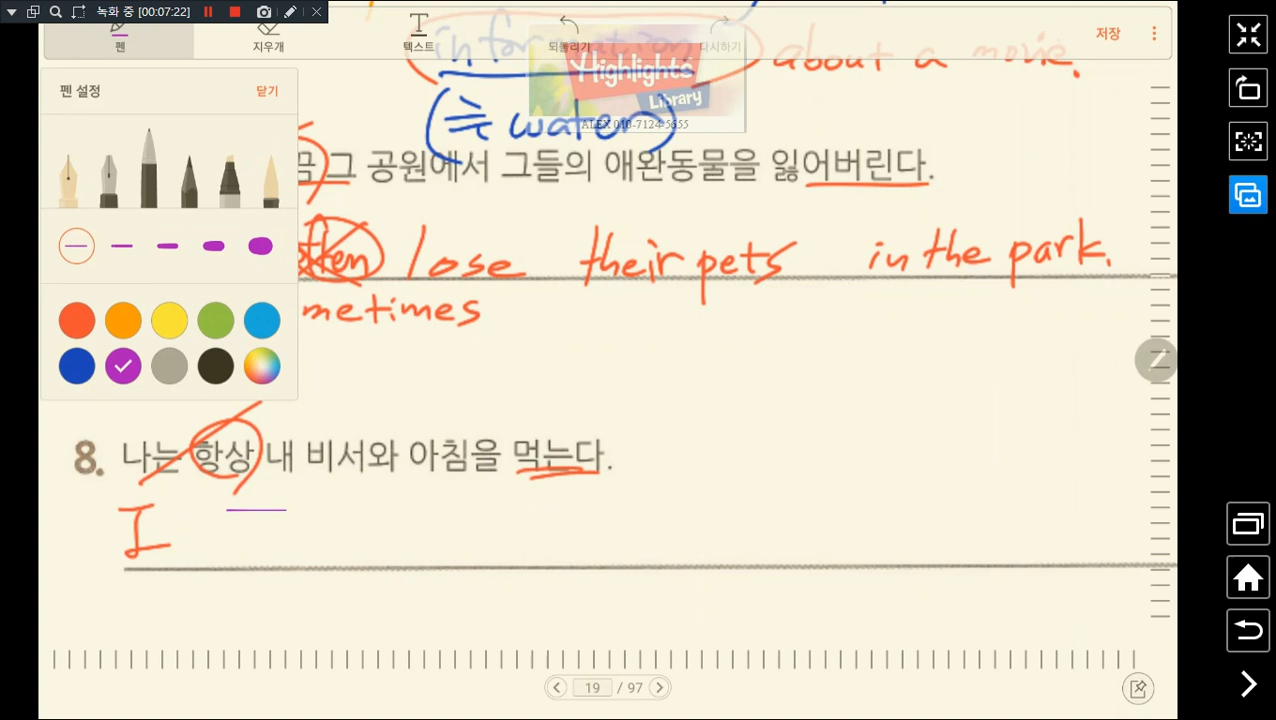 녹화 중 [00:07:22]
펜 지우개 텍스트 되돌리기 다시하기 저장
information about a movie.
Highlights
Library
ALEX 010-7124-5655
펜 설정 닫기
(≒ water)
그 공원에서 그들의 애완동물을 잃어버린다.
often lose their pets in the park.
metimes
8. 나는 항상 내 비서와 아침을 먹는다.
I
19 / 97